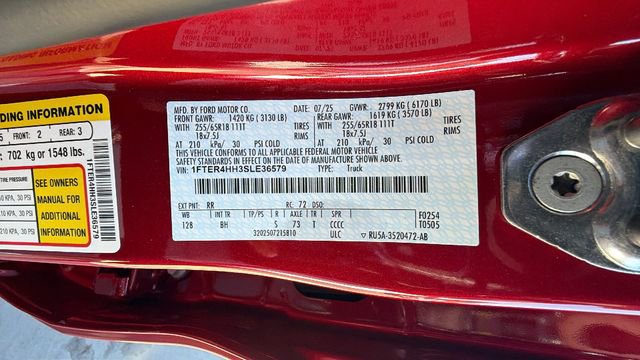 MFD. BY FORD MOTOR CO.
07/25 GVWR: 2799 KG (6170 LB)
FRONT GAWR: 1420 KG (3130 LB)
REAR GAWR: 1619 KG (3570 LB)
WITH 255/65R18 111T TIRES
WITH 255/65R18 111T TIRES
18x7.5J RIMS
18x7.5J RIMS
AT 210 kPa/ 30 PSI COLD
AT 210 kPa/ 30 PSI COLD
THIS VEHICLE CONFORMS TO ALL APPLICABLE FEDERAL MOTOR VEHICLE
SAFETY STANDARDS IN EFFECT ON THE DATE OF MANUFACTURE SHOWN ABOVE.
VIN: 1FTER4HH3SLE36579 TYPE: Truck
EXT PNT: RR RC: 72 DSO:
WB INT TR TP/PS R AXLE TR SPR
128 BH S 73 T CCCC
F0254
T0505
3202507215810 ULC RU5A-3520472-AB
DING INFORMATION
FRONT: 2 REAR: 3
702 kg or 1548 lbs.
SEE OWNERS
MANUAL FOR
ADDITIONAL
INFORMATION
1FTER4HH3SLE36579